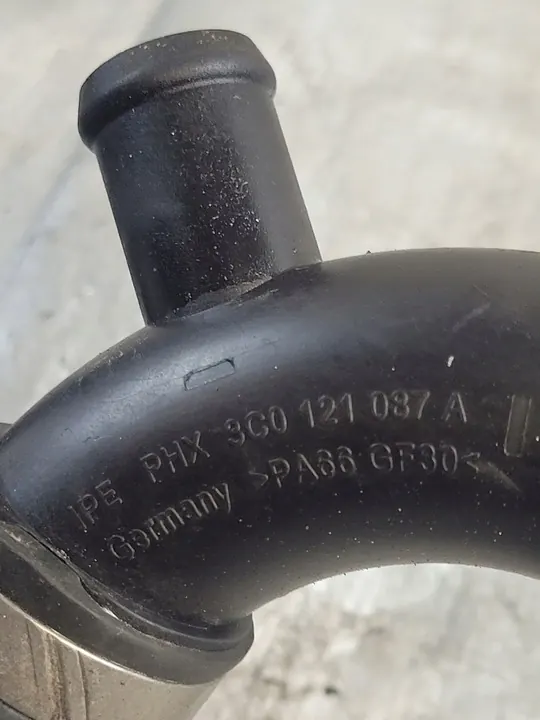 IPE PHX 3C0 121 087 A
Germany >PA66 GF30<